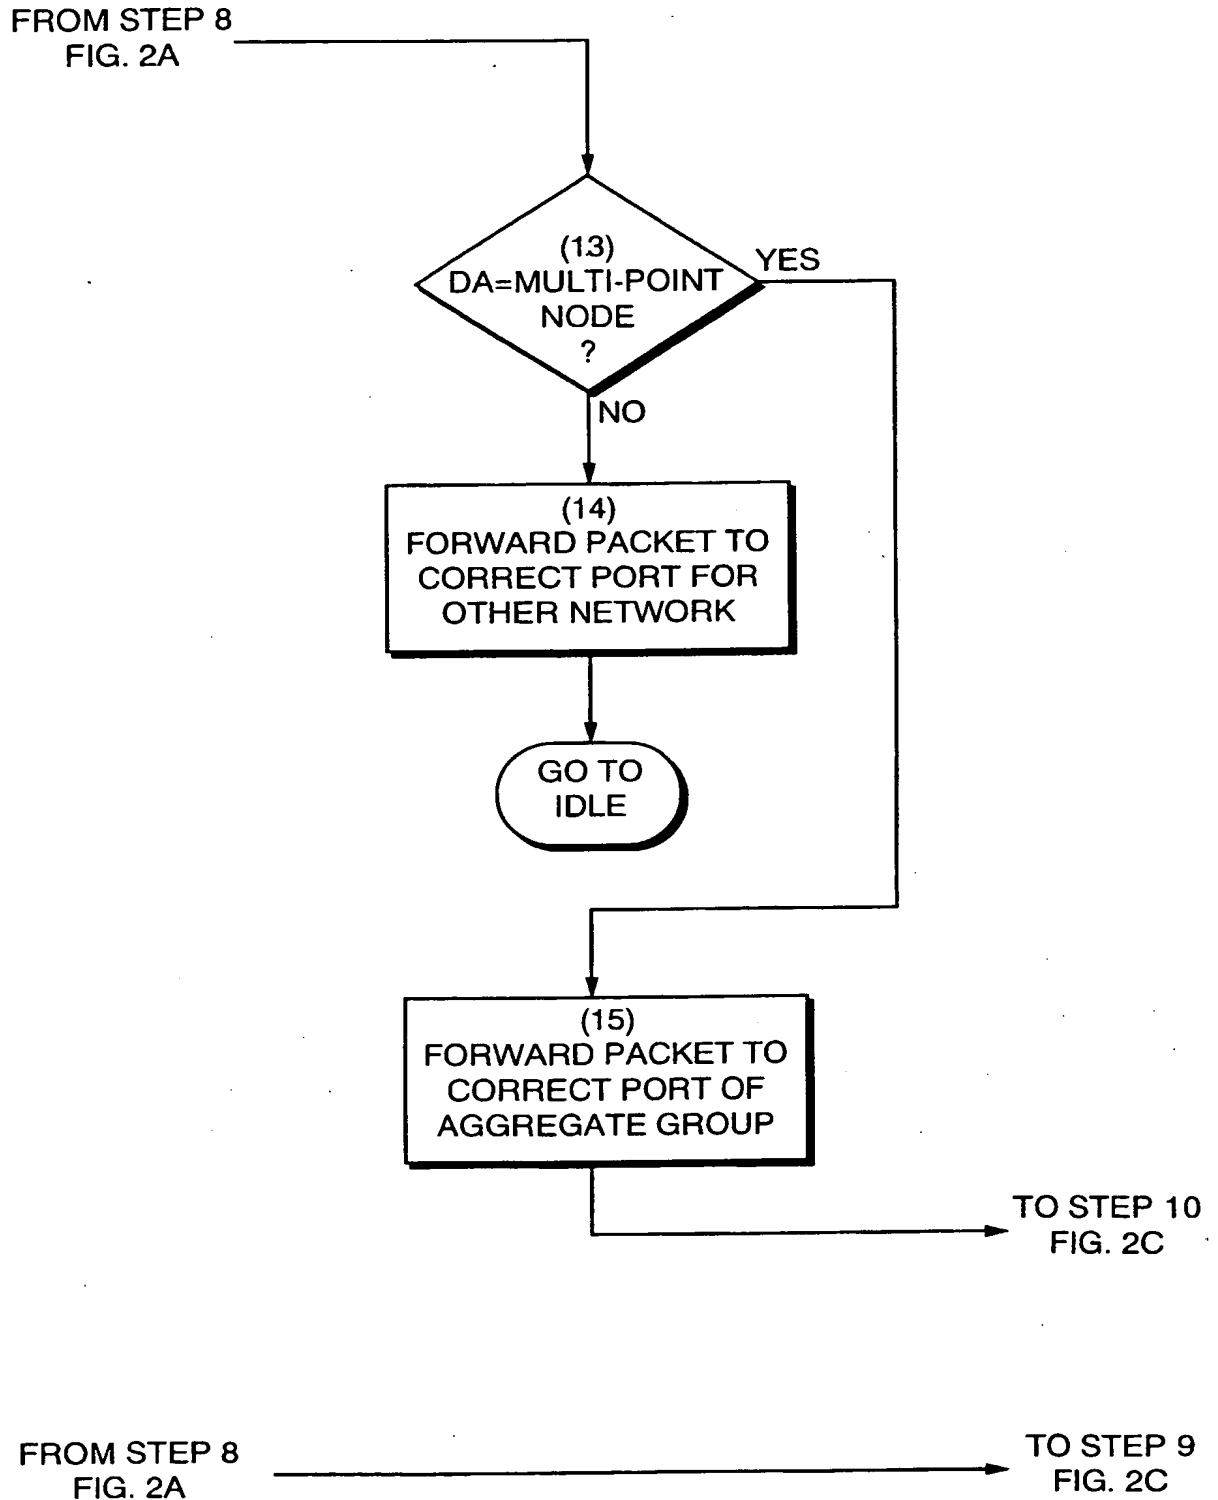 FROM STEP 8
FIG. 2A
(13)
DA=MULTI-POINT
NODE
?
YES
NO
(14)
FORWARD PACKET TO
CORRECT PORT FOR
OTHER NETWORK
GO TO
IDLE
(15)
FORWARD PACKET TO
CORRECT PORT OF
AGGREGATE GROUP
TO STEP 10
FIG. 2C
FROM STEP 8
FIG. 2A
TO STEP 9
FIG. 2C